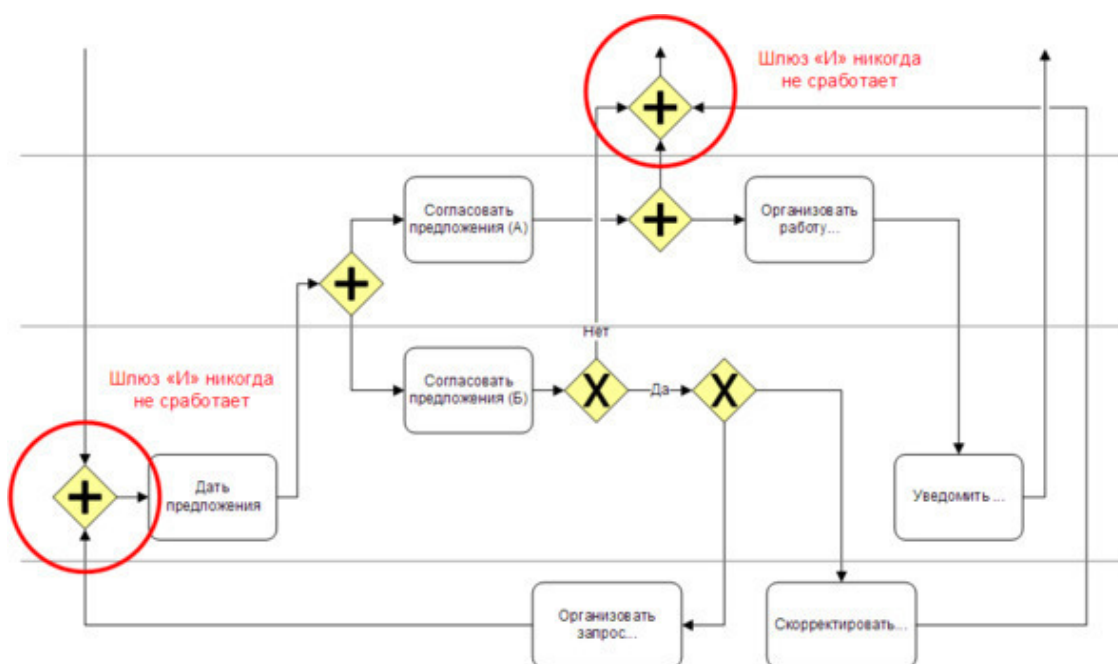 Шлюз «И» никогда
не сработает
Согласовать
предложения (А)
Организовать
работу...
Нет
Шлюз «И» никогда
не сработает
Согласовать
предложения (Б)
Да
Дать
предложения
Уведомить ...
Организовать
запрос...
Скорректировать...